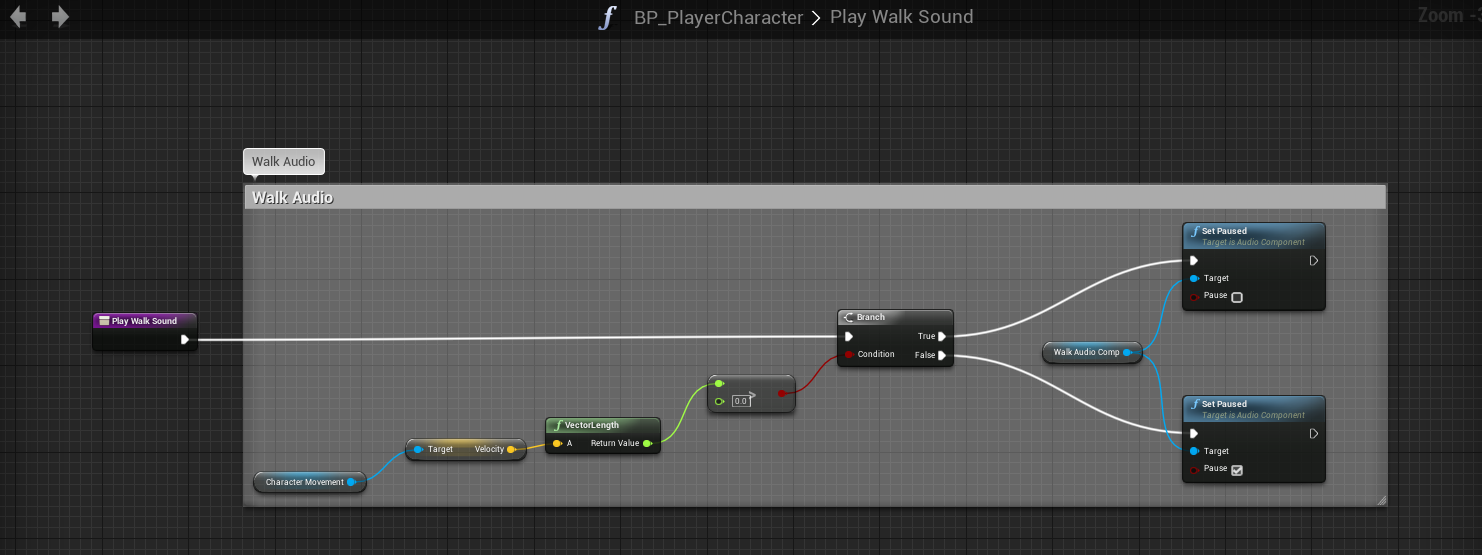 BP_PlayerCharacter > Play Walk Sound
Zoom -3
Walk Audio
Walk Audio
Set Paused
Target is Audio Component
Target
Pause
Play Walk Sound
Branch
True
Condition
False
Walk Audio Comp
0.0
>
Set Paused
Target is Audio Component
Target
Pause
VectorLength
A Return Value
Target Velocity
Character Movement